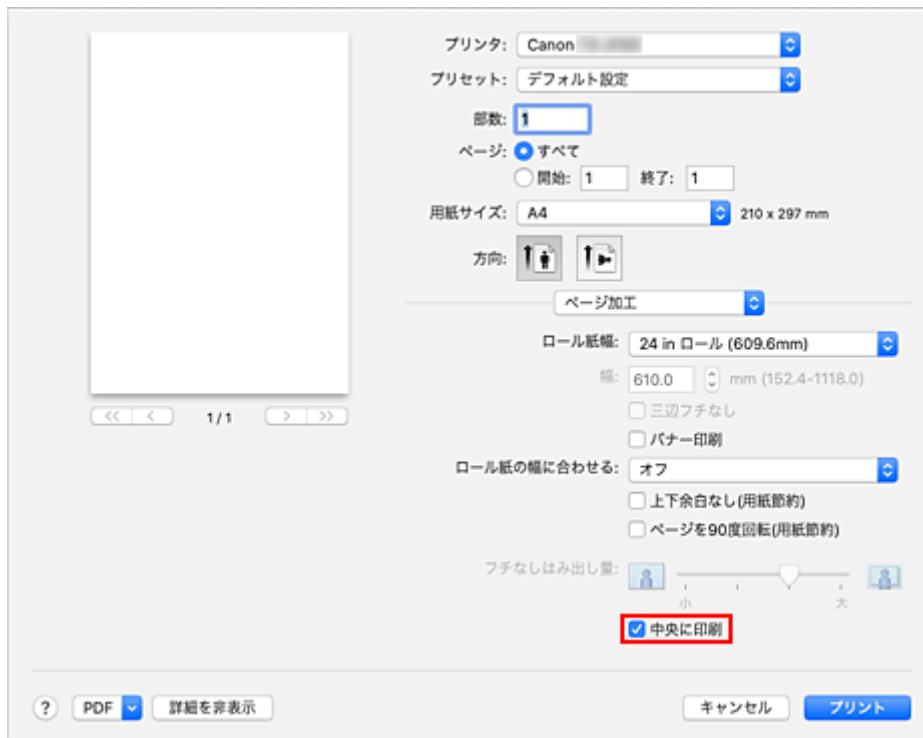 プリンタ: Canon
プリセット: デフォルト設定
部数: 1
ページ: すべて
開始: 1 終了: 1
用紙サイズ: A4 210 x 297 mm
方向:
ページ加工
ロール紙幅: 24 in ロール (609.6mm)
幅: 610.0 mm (152.4-1118.0)
三辺フチなし
<< < 1/1 > >>
バナー印刷
ロール紙の幅に合わせる: オフ
上下余白なし(用紙節約)
ページを90度回転(用紙節約)
フチなしはみ出し量:
小 大
中央に印刷
? PDF 詳細を非表示 キャンセル プリント